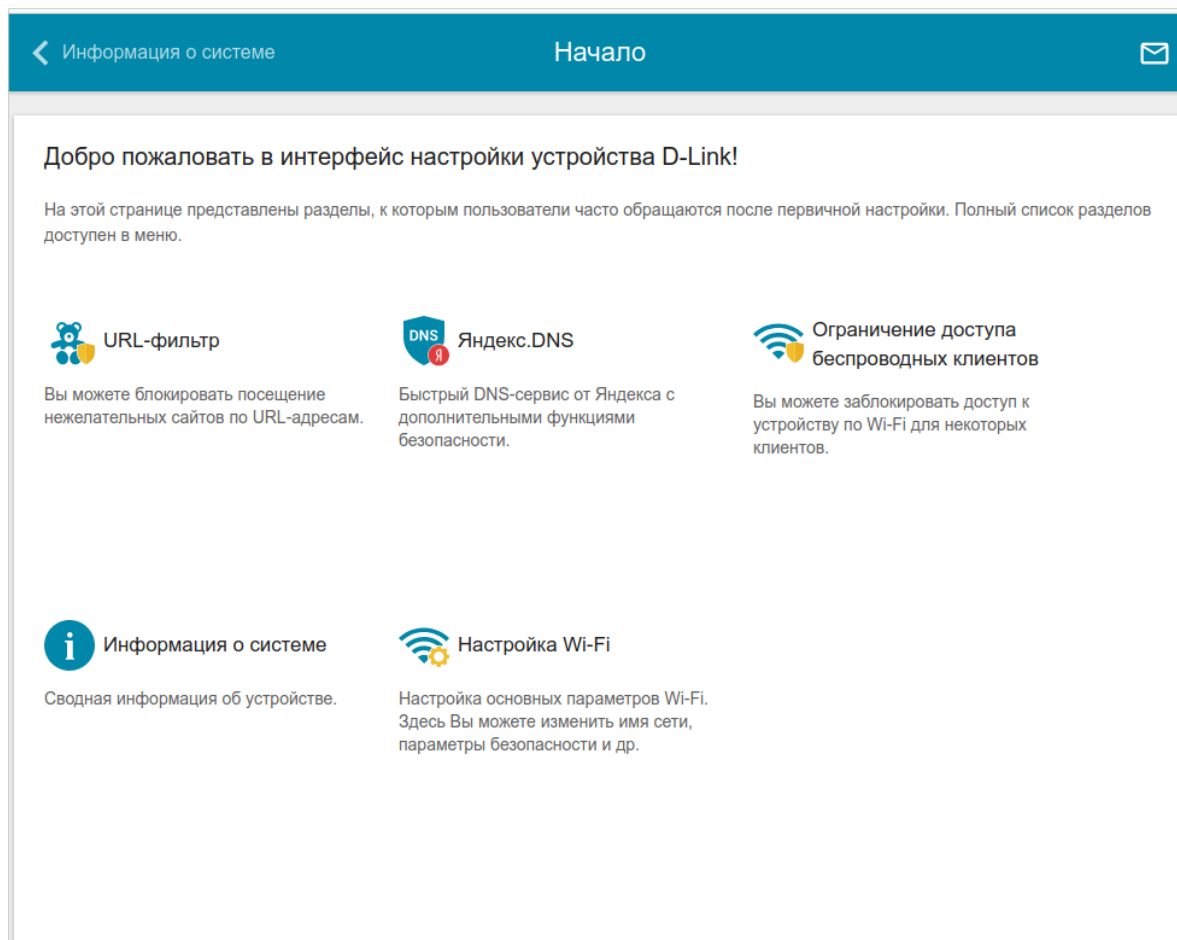 Информация о системе
Начало
Добро пожаловать в интерфейс настройки устройства D-Link!
На этой странице представлены разделы, к которым пользователи часто обращаются после первичной настройки. Полный список разделов
доступен в меню.
URL-фильтр
Вы можете блокировать посещение
нежелательных сайтов по URL-адресам.
DNS
Я
Яндекс.DNS
Быстрый DNS-сервис от Яндекса с
дополнительными функциями
безопасности.
Ограничение доступа
беспроводных клиентов
Вы можете заблокировать доступ к
устройству по Wi-Fi для некоторых
клиентов.
i
Информация о системе
Сводная информация об устройстве.
Настройка Wi-Fi
Настройка основных параметров Wi-Fi.
Здесь Вы можете изменить имя сети,
параметры безопасности и др.